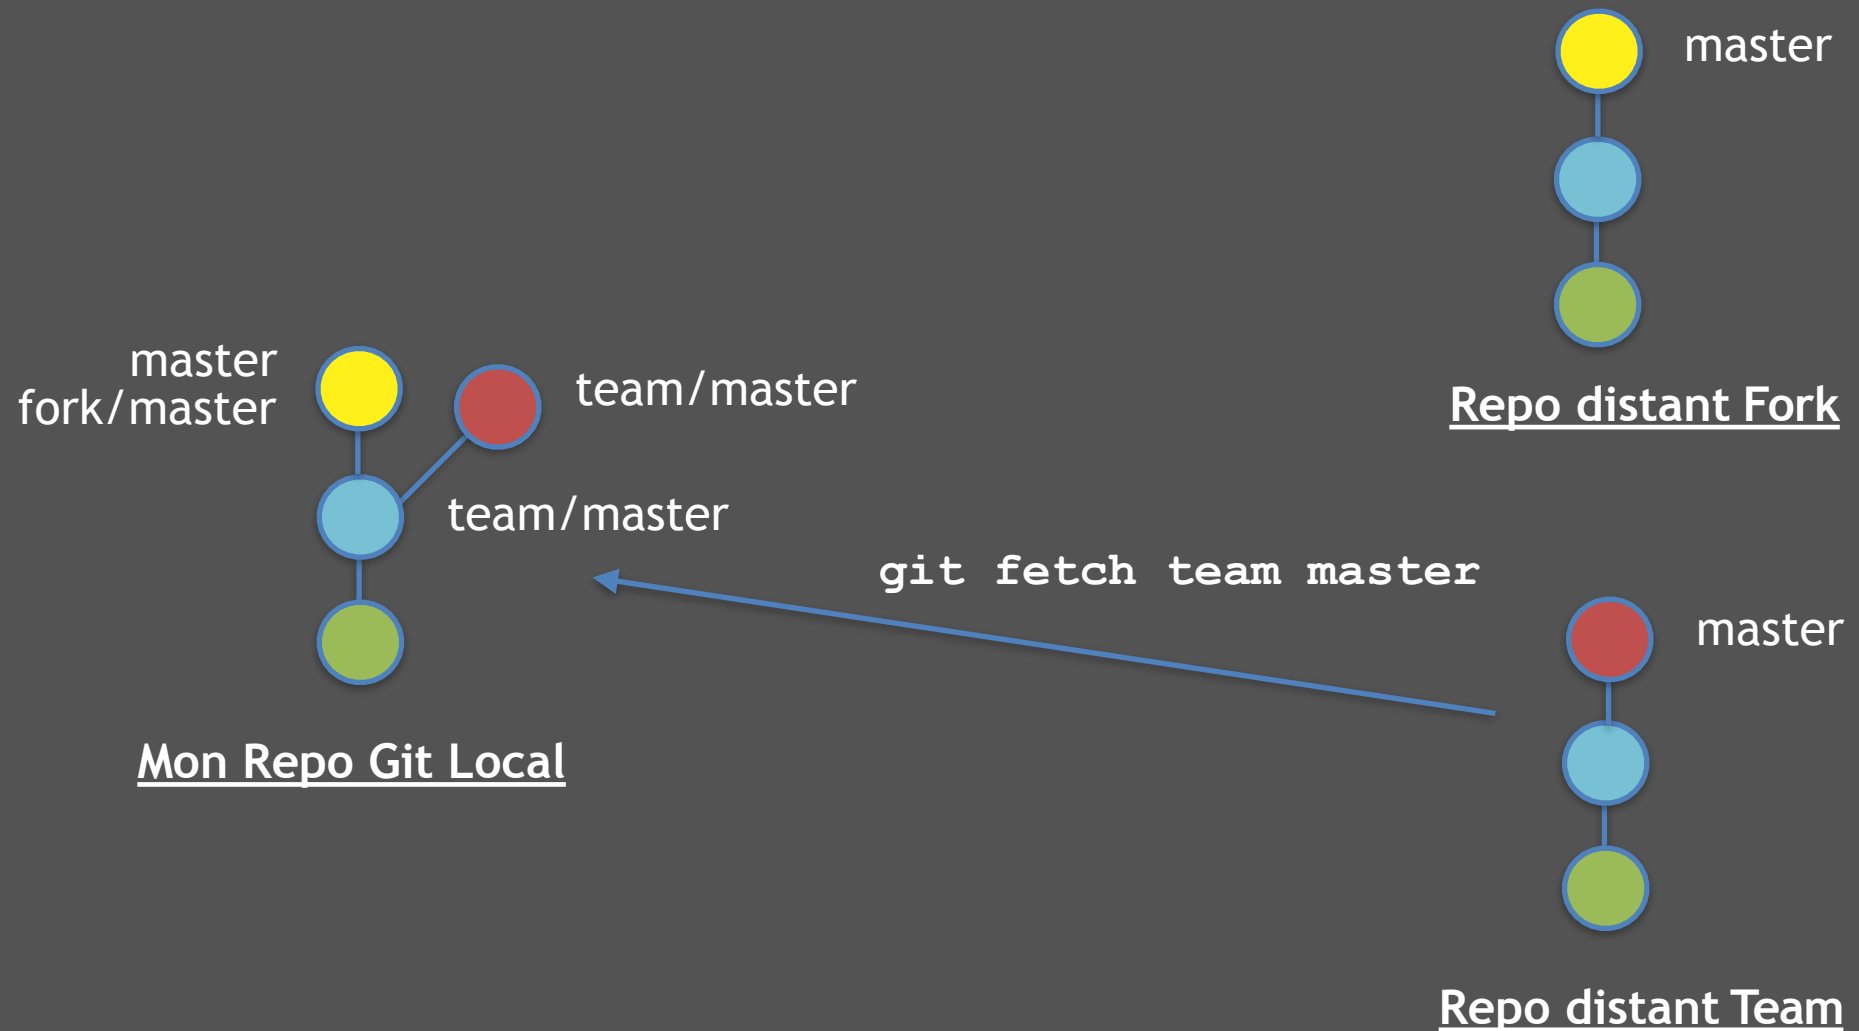 master
master
fork/master
team/master
Repo distant Fork
team/master
git fetch team master
master
Mon Repo Git Local
Repo distant Team